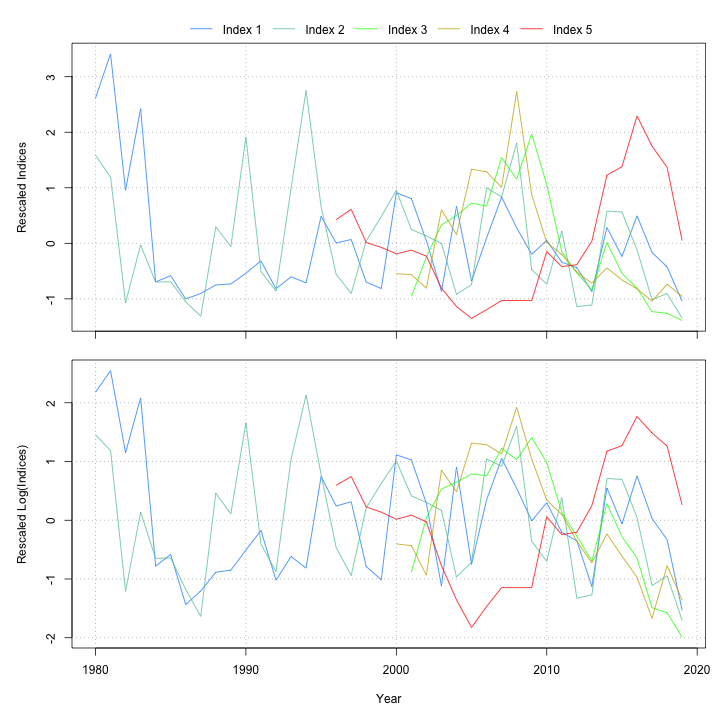 Index 1 Index 2 Index 3 Index 4 Index 5
3
2
1
0
-1
Rescaled Indices
2
1
0
-1
-2
Rescaled Log(Indices)
1980 1990 2000 2010 2020
Year